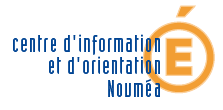 centre d'information
et d'orientation
Nouméa
É